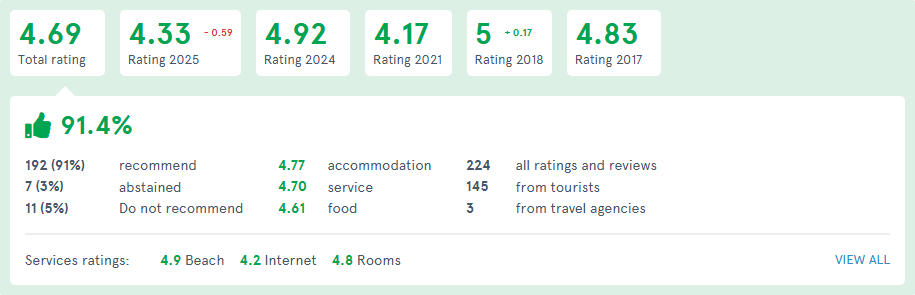 4.69
Total rating
4.33 - 0.59
Rating 2025
4.92
Rating 2024
4.17
Rating 2021
5 + 0.17
Rating 2018
4.83
Rating 2017
91.4%
192 (91%) recommend 4.77 accommodation 224 all ratings and reviews
7 (3%) abstained 4.70 service 145 from tourists
11 (5%) Do not recommend 4.61 food 3 from travel agencies
Services ratings: 4.9 Beach 4.2 Internet 4.8 Rooms VIEW ALL